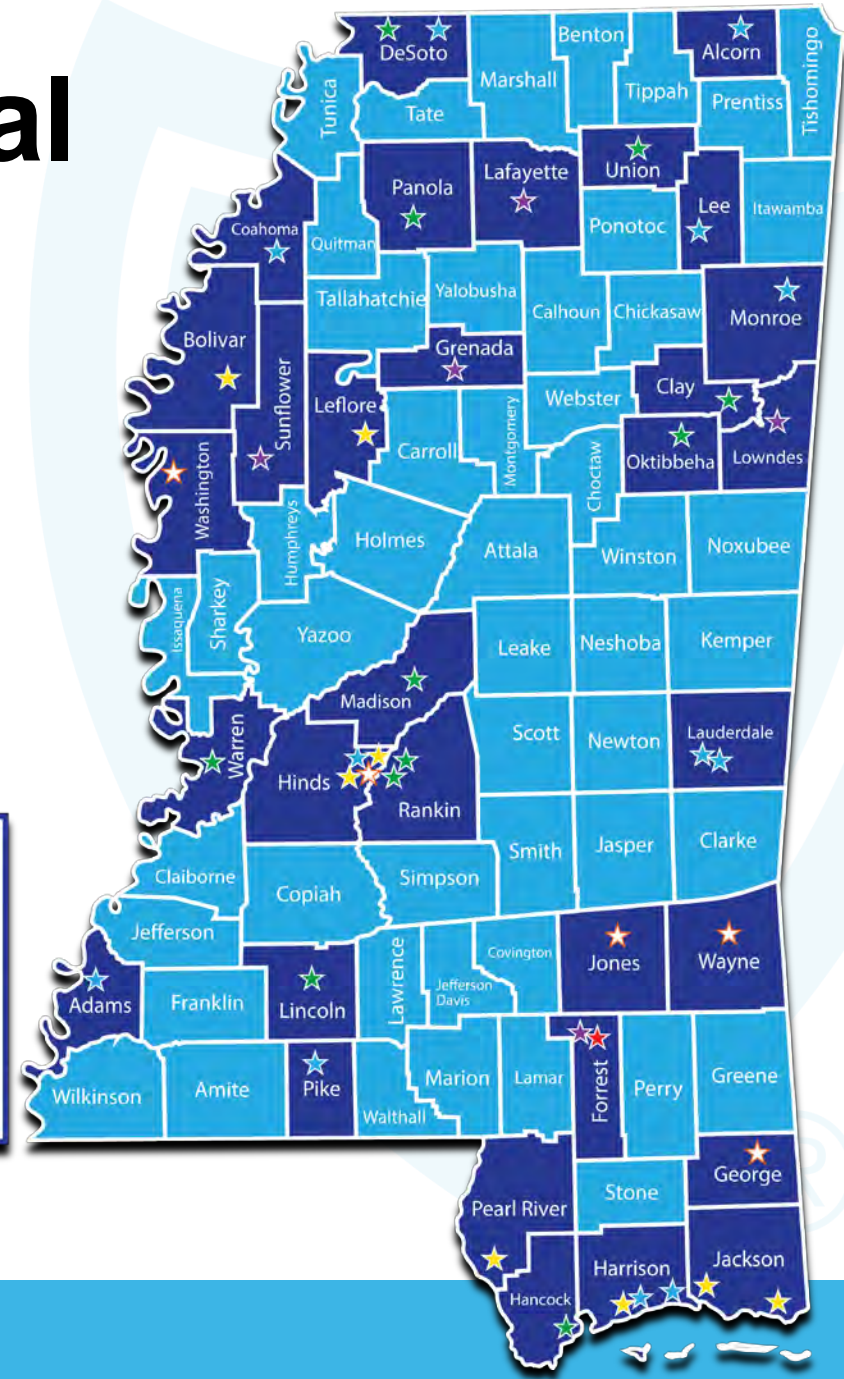 al
DeSoto
Benton
Alcorn
Tishomingo
Marshall
Tippah
Prentiss
Tunica
Tate
Panola
Lafayette
Union
Lee
Itawamba
Coahoma
Quitman
Ponotoc
Tallahatchie
Yalobusha
Calhoun
Chickasaw
Monroe
Bolivar
Sunflower
Leflore
Grenada
Clay
Webster
Washington
Carroll
Montgomery
Choctaw
Oktibbeha
Lowndes
Humphreys
Holmes
Attala
Winston
Noxubee
Issaquena
Sharkey
Yazoo
Leake
Neshoba
Kemper
Madison
Warren
Hinds
Rankin
Scott
Newton
Lauderdale
Claiborne
Copiah
Simpson
Smith
Jasper
Clarke
Jefferson
Lawrence
Jefferson
Davis
Covington
Jones
Wayne
Adams
Franklin
Lincoln
Wilkinson
Amite
Pike
Walthall
Marion
Lamar
Forrest
Perry
Greene
Pearl River
Stone
George
Hancock
Harrison
Jackson
®